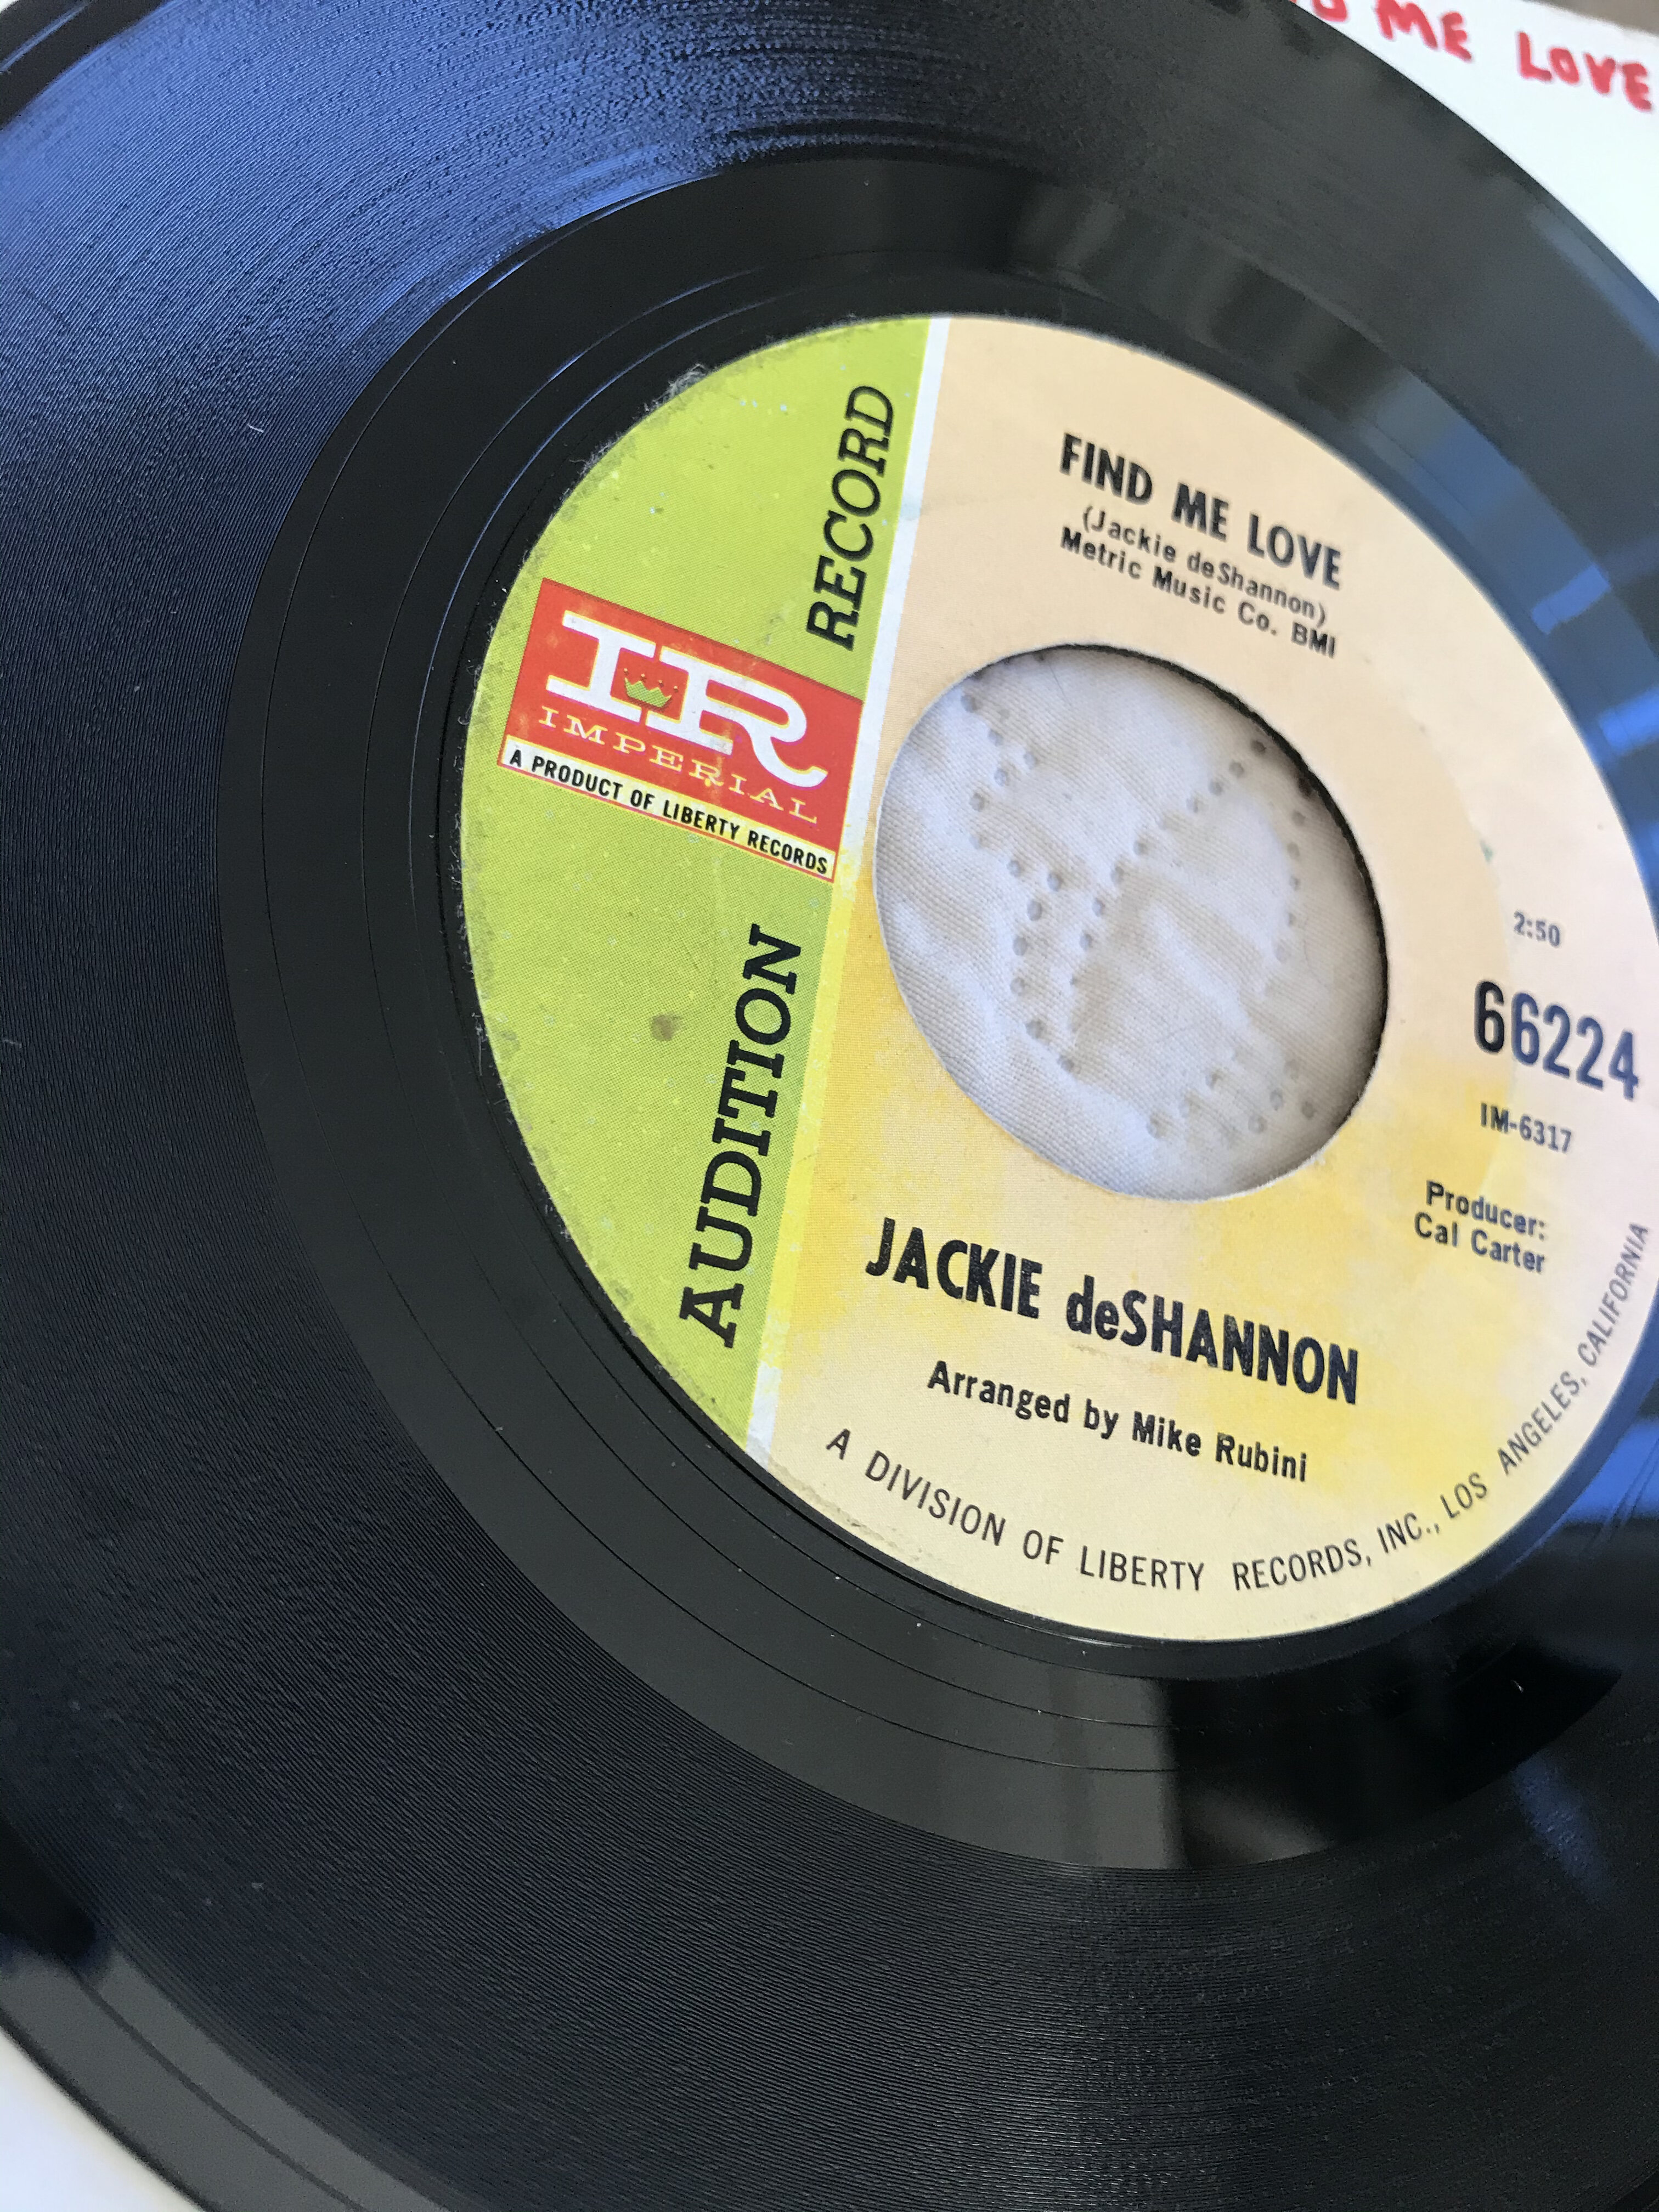 ME LOVE
FIND ME LOVE
(Jackie deShannon)
Metric Music Co. BMI
RECORD
IR
IMPERIAL
A PRODUCT OF LIBERTY RECORDS
AUDITION
2:50
66224
IM-6317
Producer:
Cal Carter
JACKIE deSHANNON
Arranged by Mike Rubini
A DIVISION OF LIBERTY RECORDS, INC., LOS ANGELES, CALIFORNIA